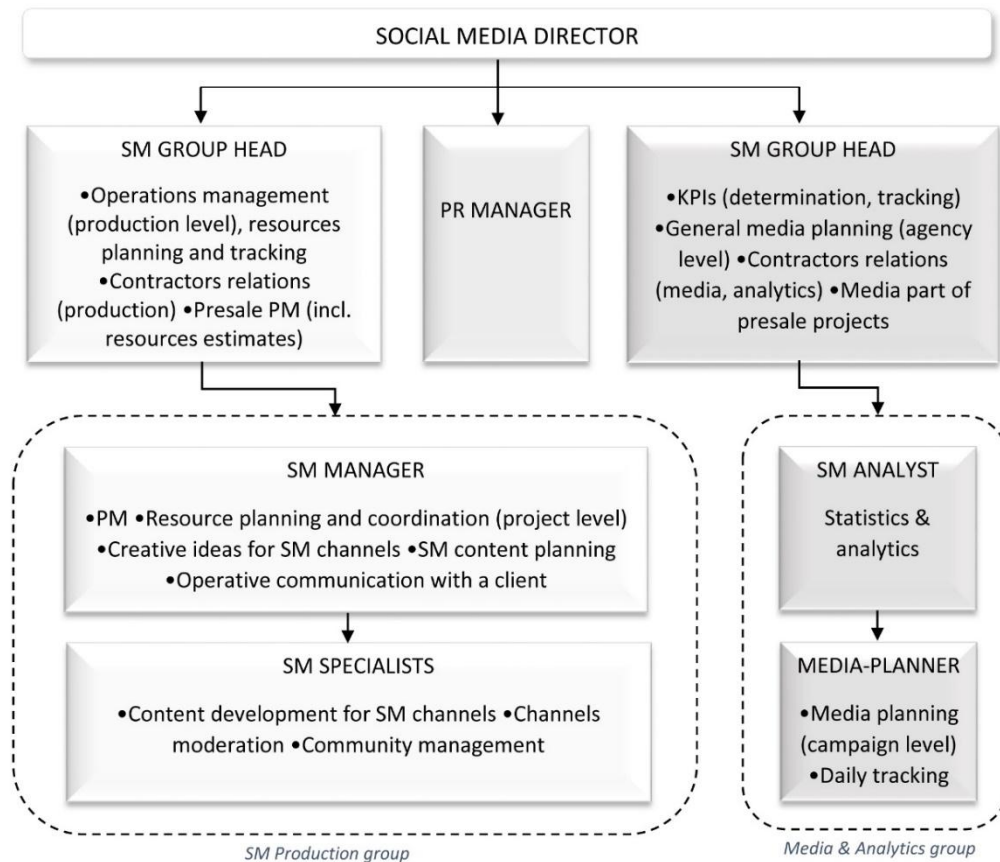 SOCIAL MEDIA DIRECTOR
SM GROUP HEAD
•Operations management
(production level), resources
planning and tracking
•Contractors relations
(production) •Presale PM (incl.
resources estimates)
PR MANAGER
SM GROUP HEAD
•KPIs (determination, tracking)
•General media planning (agency
level) •Contractors relations
(media, analytics) •Media part of
presale projects
SM MANAGER
•PM •Resource planning and coordination (project level)
•Creative ideas for SM channels •SM content planning
•Operative communication with a client
SM SPECIALISTS
•Content development for SM channels •Channels
moderation •Community management
SM Production group
SM ANALYST
Statistics &
analytics
MEDIA-PLANNER
•Media planning
(campaign level)
•Daily tracking
Media & Analytics group